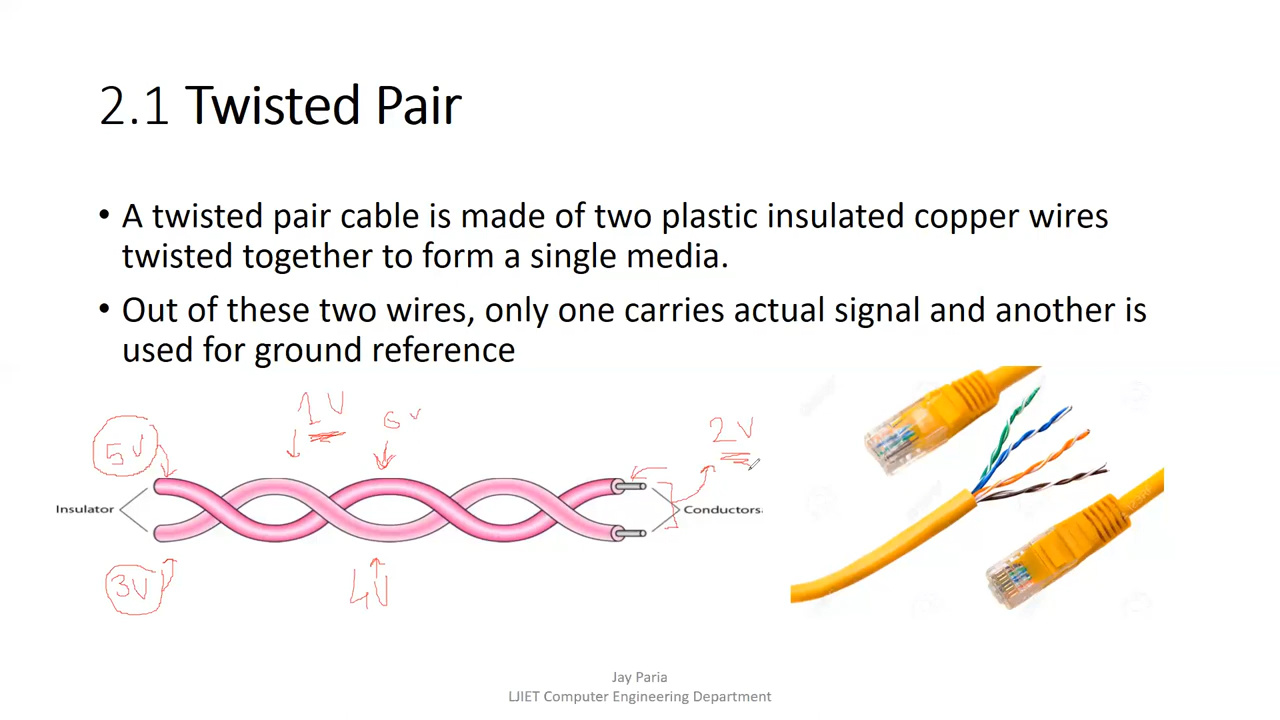 2.1 Twisted Pair
• A twisted pair cable is made of two plastic insulated copper wires
twisted together to form a single media.
• Out of these two wires, only one carries actual signal and another is
used for ground reference
1V
6V
2V
5V
Insulator
Conductors
3V
4V
Jay Paria
LJIET Computer Engineering Department